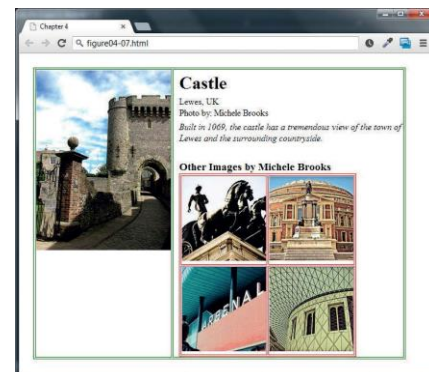 Chapter 4
figure04-07.html
Castle
Lewes, UK
Photo by: Michele Brooks
Built in 1069, the castle has a tremendous view of the town of
Lewes and the surrounding countryside.
Other Images by Michele Brooks
ARSENAL